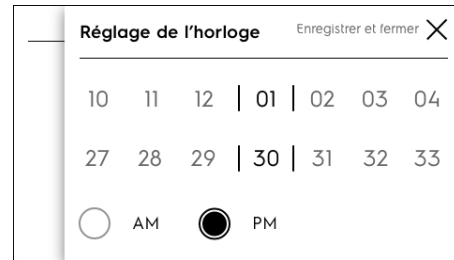 Réglage de l'horloge Enregistrer et fermer
10 11 12 01 02 03 04
27 28 29 30 31 32 33
AM PM